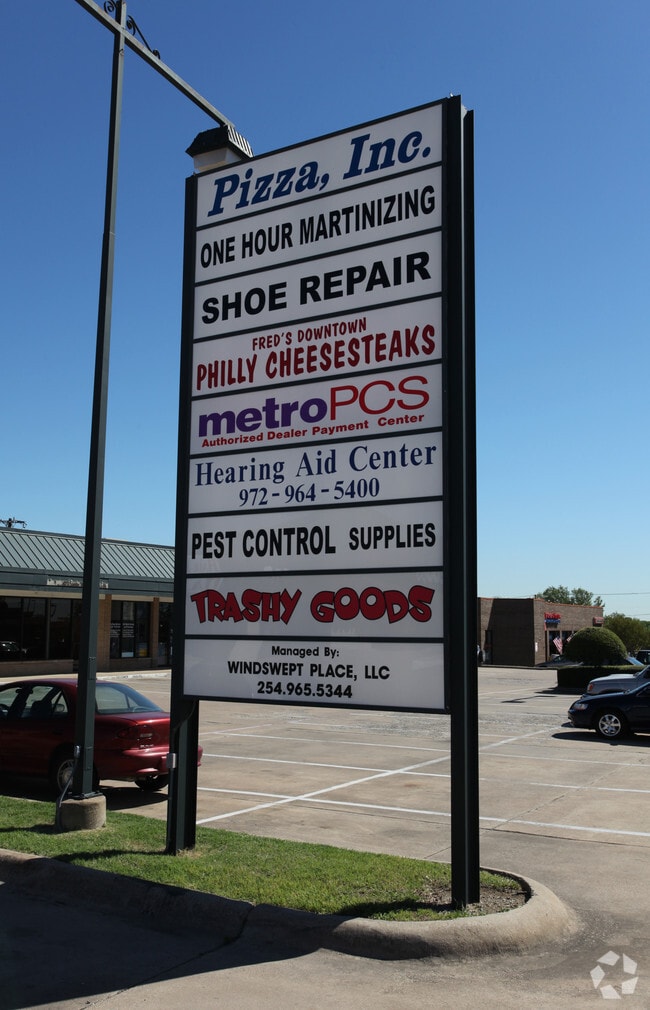 Pizza, Inc.
ONE HOUR MARTINIZING
SHOE REPAIR
FRED'S DOWNTOWN
PHILLY CHEESESTEAKS
metroPCS
Authorized Dealer Payment Center
Hearing Aid Center
972-964-5400
PEST CONTROL SUPPLIES
TRASHY GOODS
Managed By:
WINDSWEPT PLACE, LLC
254.965.5344